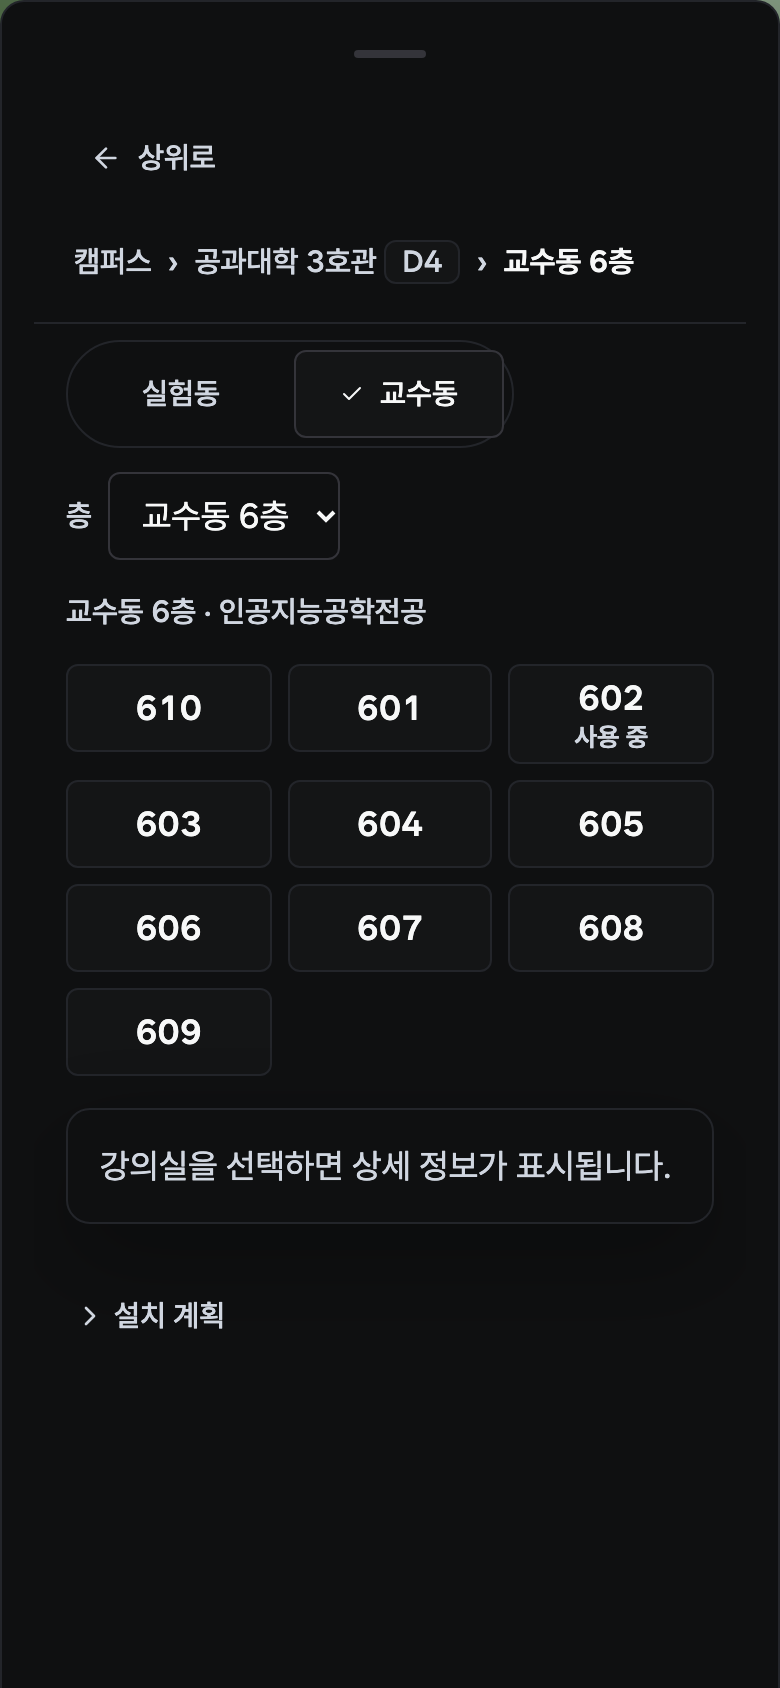 상위로
캠퍼스 › 공과대학 3호관 D4 › 교수동 6층
실험동 교수동
층 교수동 6층
교수동 6층 · 인공지능공학전공
610 601 602
사용 중
603 604 605
606 607 608
609
강의실을 선택하면 상세 정보가 표시됩니다.
설치 계획